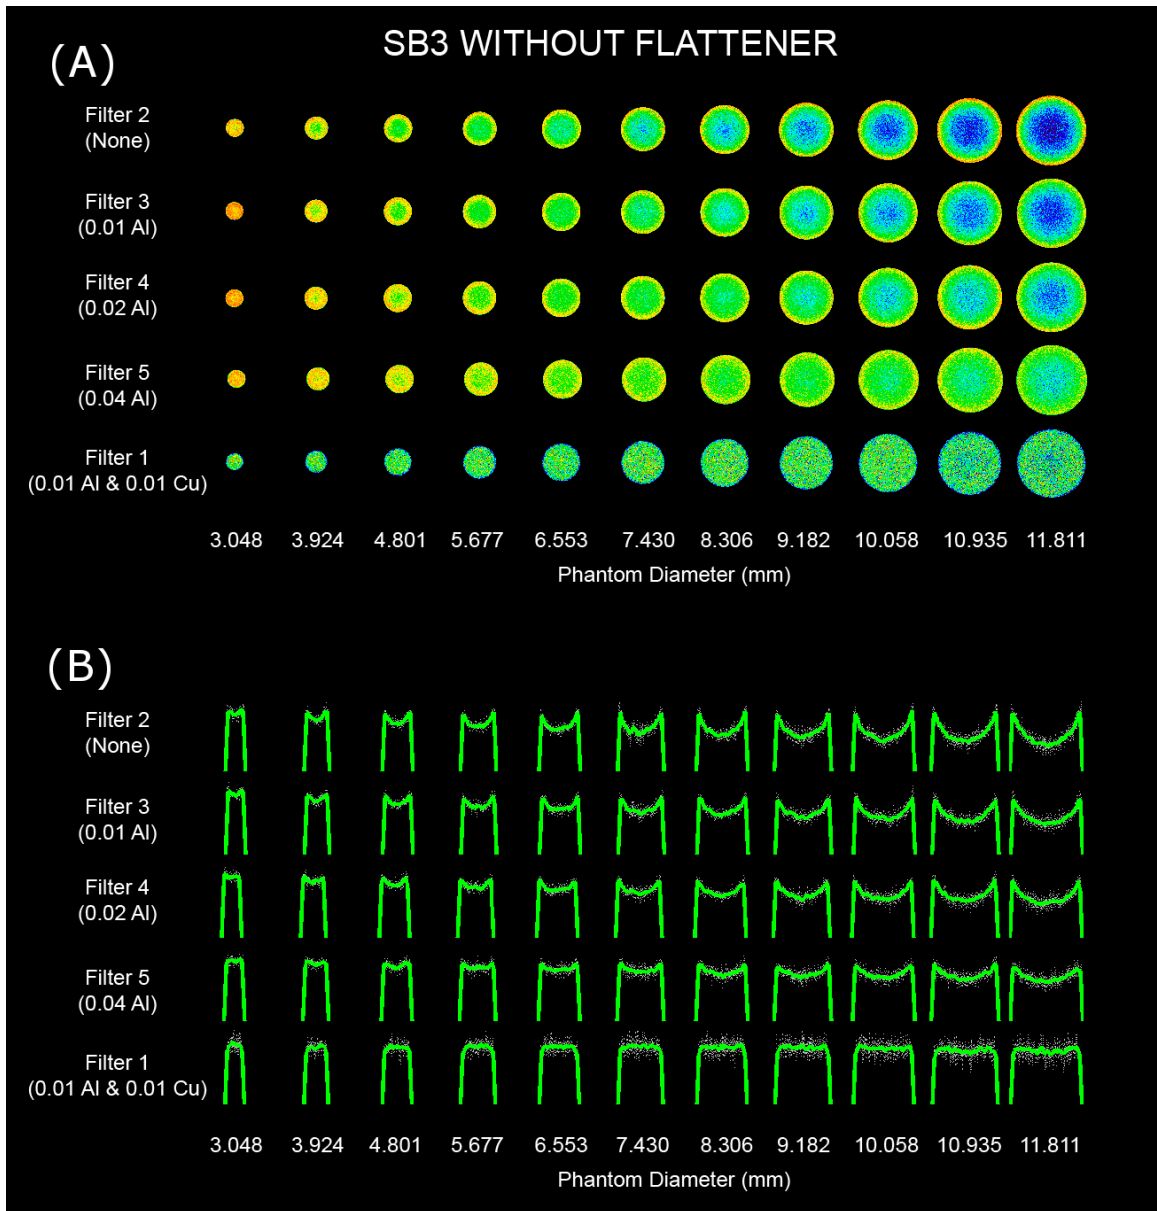 (A)
SB3 WITHOUT FLATTENER
Filter 2
(None)
Filter 3
(0.01 Al)
Filter 4
(0.02 Al)
Filter 5
(0.04 Al)
Filter 1
(0.01 Al & 0.01 Cu)
3.048 3.924 4.801 5.677 6.553 7.430 8.306 9.182 10.058 10.935 11.811
Phantom Diameter (mm)
(B)
Filter 2
(None)
Filter 3
(0.01 Al)
Filter 4
(0.02 Al)
Filter 5
(0.04 Al)
Filter 1
(0.01 Al & 0.01 Cu)
3.048 3.924 4.801 5.677 6.553 7.430 8.306 9.182 10.058 10.935 11.811
Phantom Diameter (mm)